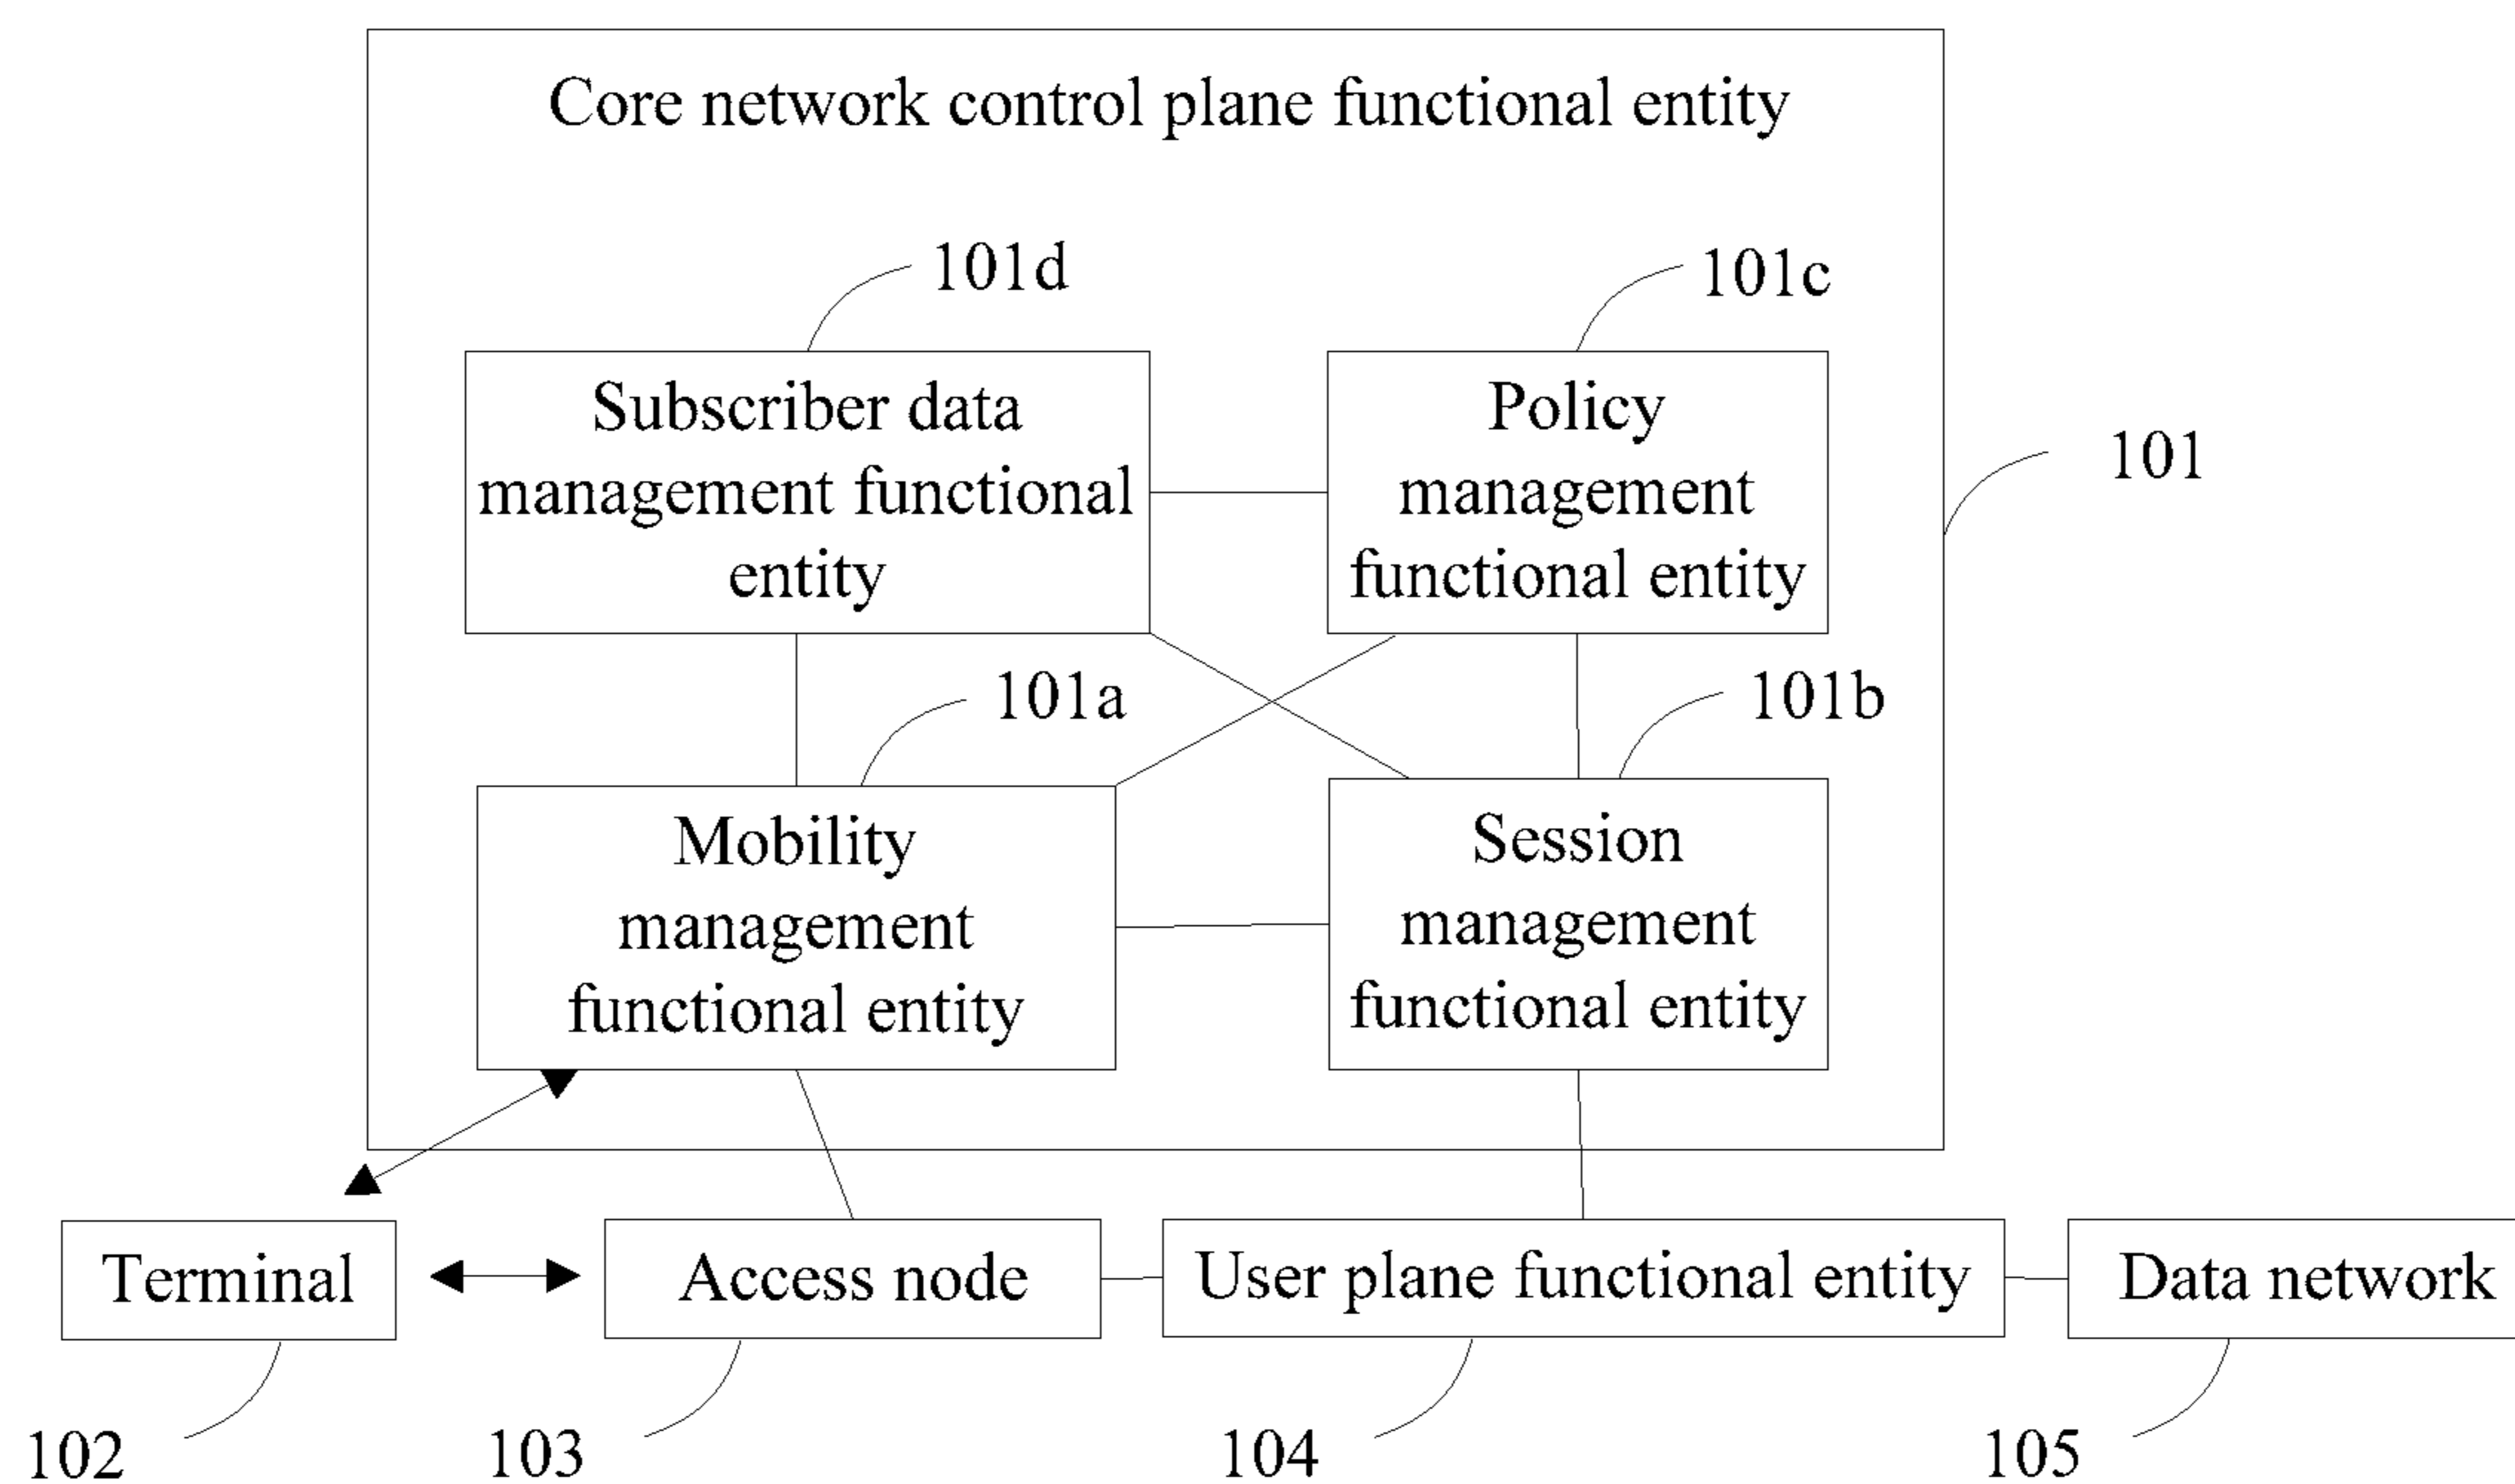 Core network control plane functional entity
101d
101c
Subscriber data
management functional
entity
Policy
management
functional entity
101
101a
101b
Mobility
management
functional entity
Session
management
functional entity
Terminal
Access node
User plane functional entity
Data network
102
103
104
105